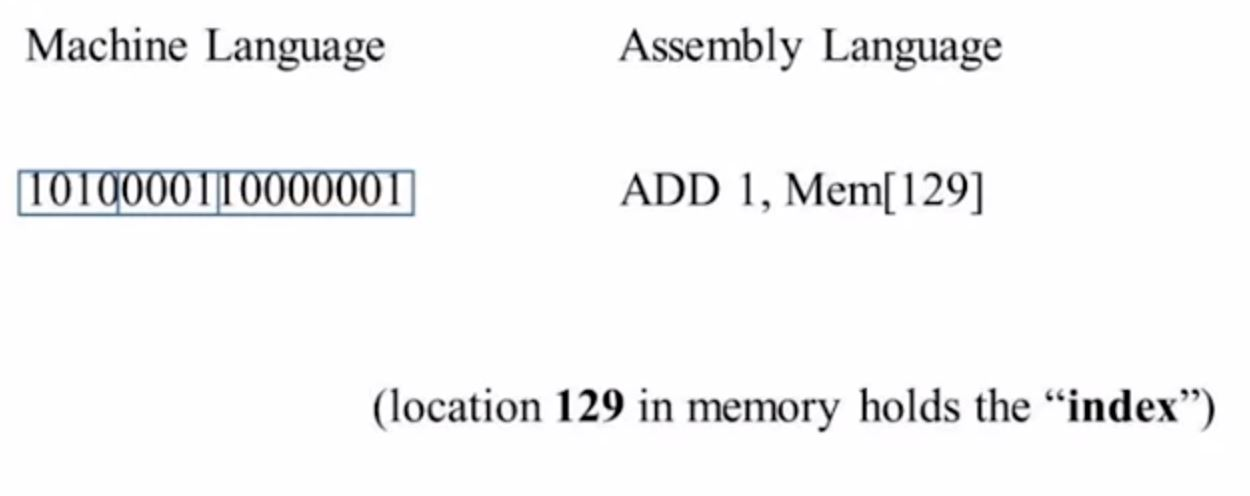 Machine Language Assembly Language
1010000110000001 ADD 1, Mem[129]
(location 129 in memory holds the “index”)